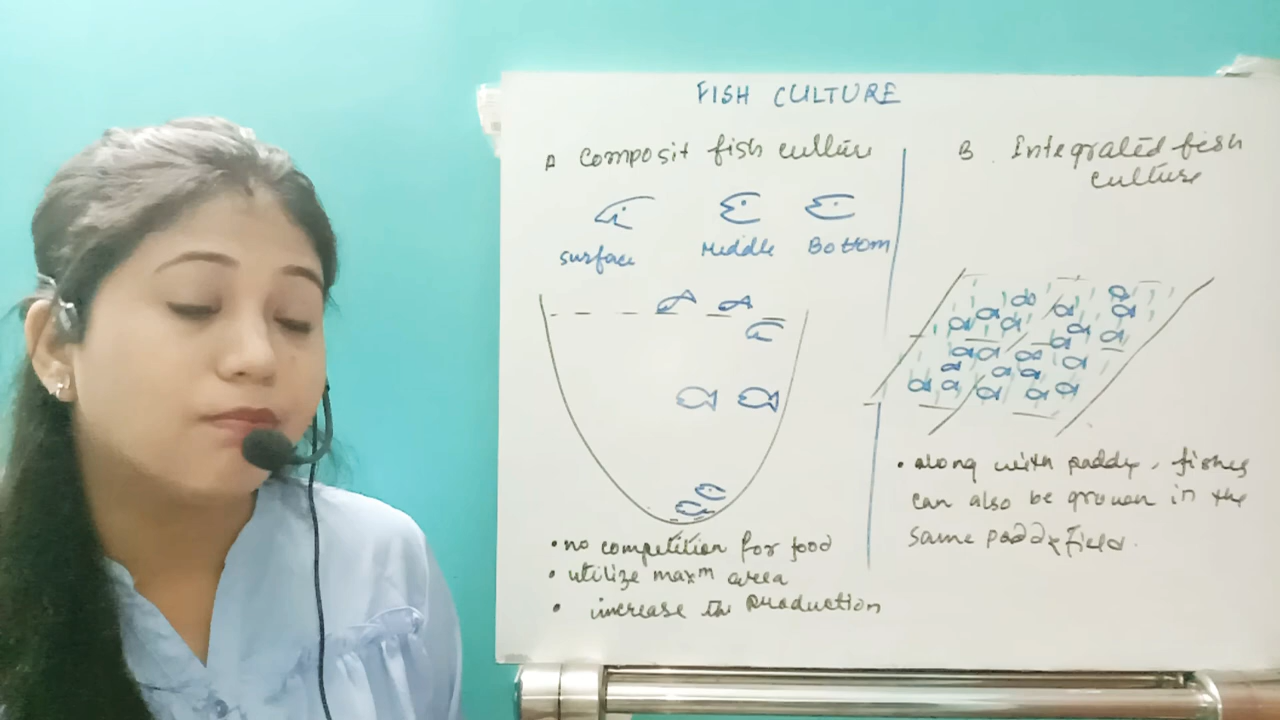 FISH CULTURE
A composit fish culture
surface Middle Bottom
• no competition for food
• utilize maxᵐ area
• increase the production
B. Integrated fish
culture
• along with paddy, fishes
can also be grown in the
same paddy field.